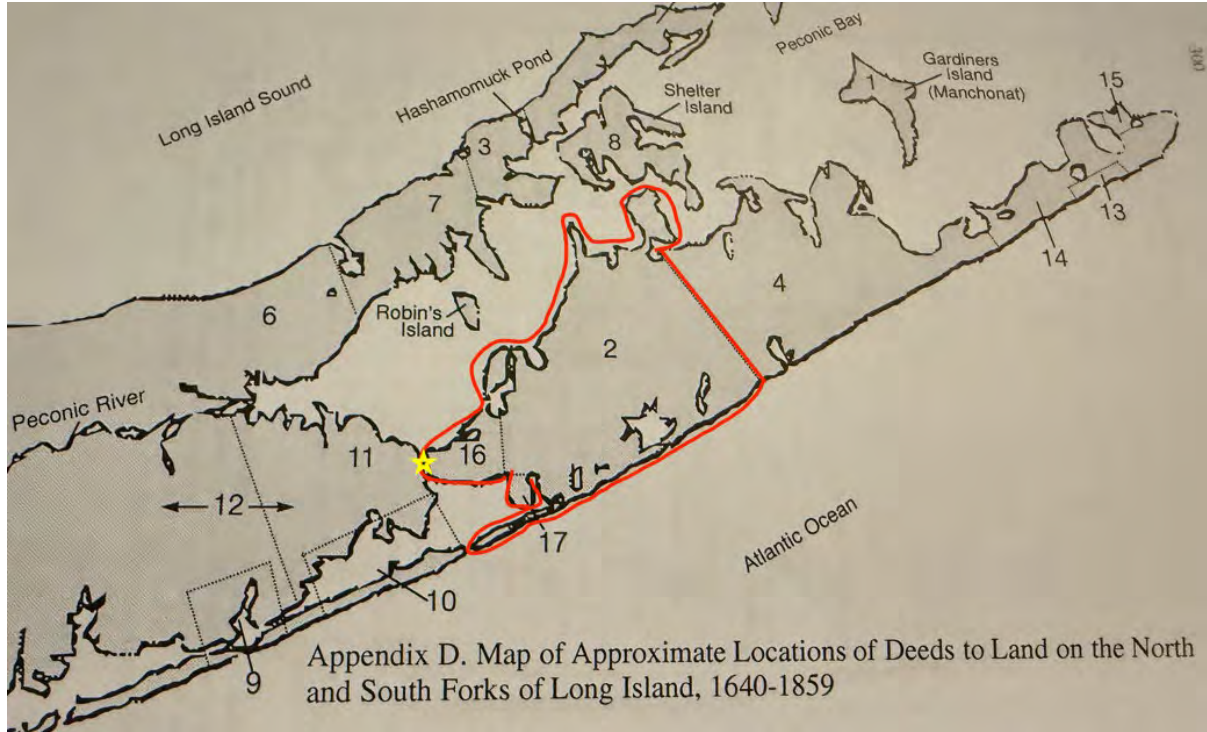 Long Island Sound
Hashamomuck Pond
Peconic Bay
Gardiners
Island
(Manchonat)
Shelter
Island
300
15
1
3
8
7
13
14
4
6
Robin's
Island
2
Peconic River
11
16
12
17
Atlantic Ocean
10
9
Appendix D. Map of Approximate Locations of Deeds to Land on the North
and South Forks of Long Island, 1640-1859